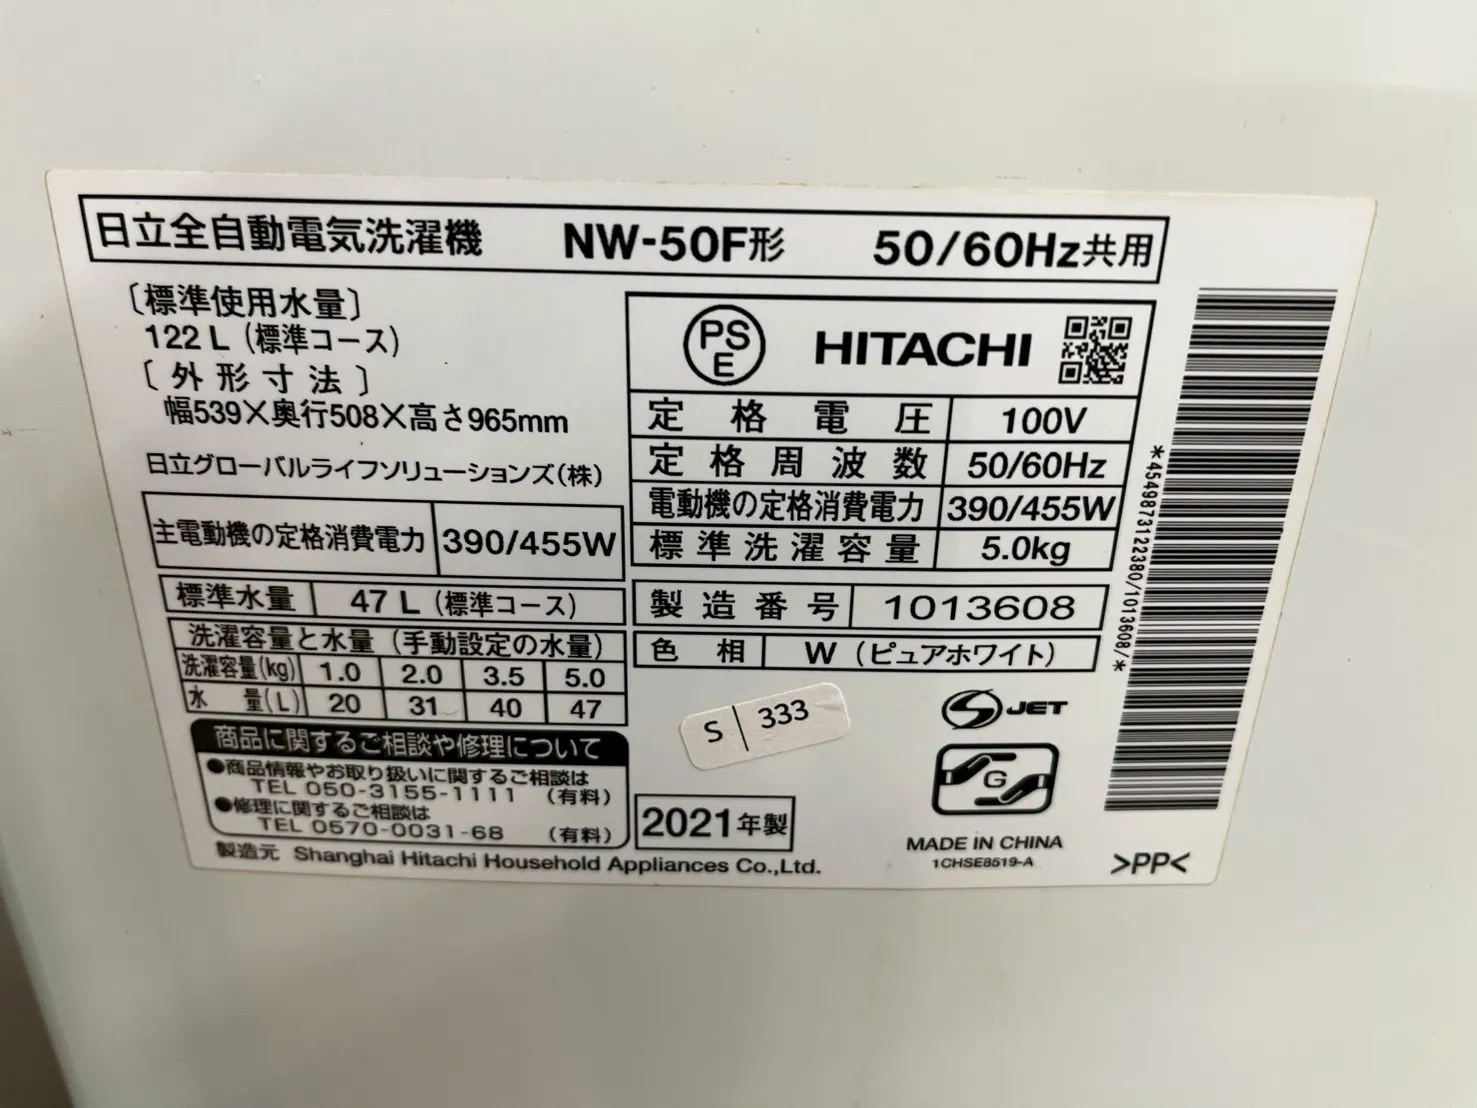 日立全自動電気洗濯機 NW-50F形 50/60Hz共用
〔標準使用水量〕
122 L (標準コース)
〔外形寸法〕
幅539×奥行508×高さ965mm
日立グローバルライフソリューションズ(株)
主電動機の定格消費電力 390/455W
標準水量 47 L (標準コース)
洗濯容量と水量 (手動設定の水量)
洗濯容量(kg) 1.0 2.0 3.5 5.0
水量(L) 20 31 40 47
商品に関するご相談や修理について
●商品情報やお取り扱いに関するご相談は
TEL 050-3155-1111 (有料)
●修理に関するご相談は
TEL 0570-0031-68 (有料)
製造元 Shanghai Hitachi Household Appliances Co.,Ltd.
PSE HITACHI
定格電圧 100V
定格周波数 50/60Hz
電動機の定格消費電力 390/455W
標準洗濯容量 5.0kg
製造番号 1013608
色相 W (ピュアホワイト)
S 333
2021年製
S JET
G
MADE IN CHINA
1CHSE8519-A
>PP<
*4549873122380/1013608/*